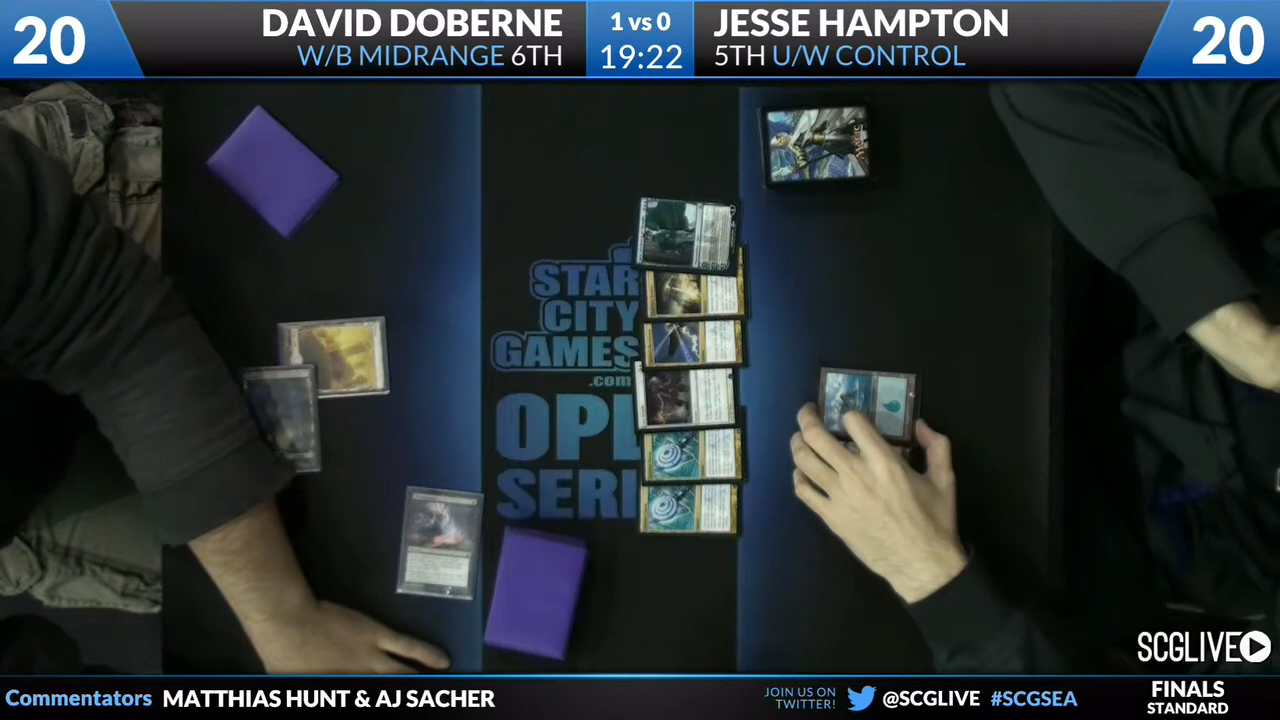 20
DAVID DOBERNE
W/B MIDRANGE 6TH
1 vs 0
19:22
JESSE HAMPTON
5TH U/W CONTROL
20
STAR
CITY
GAMES
.com
OPE
SERI
SCGLIVE
Commentators MATTHIAS HUNT & AJ SACHER
JOIN US ON
TWITTER!
@SCGLIVE #SCGSEA
FINALS
STANDARD